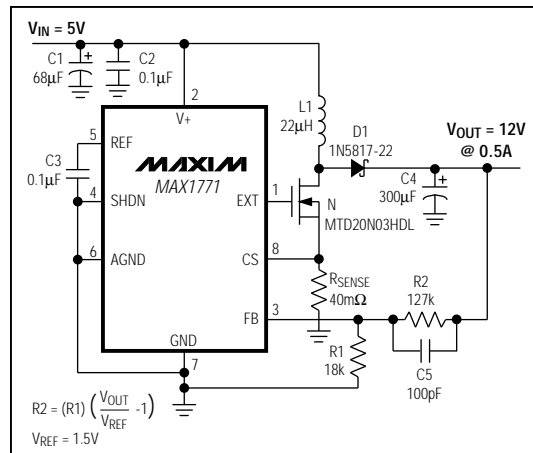 VIN = 5V
C1
68µF
C2
0.1µF
2
V+
L1
22µH
D1
1N5817-22
VOUT = 12V
@ 0.5A
5
REF
C3
0.1µF
MAXIM
MAX1771
4
SHDN
EXT
1
N
MTD20N03HDL
C4
300µF
6
AGND
CS
8
RSENSE
40mΩ
R2
127k
FB
3
GND
7
R1
18k
C5
100pF
R2 = (R1) (VOUT/VREF -1)
VREF = 1.5V